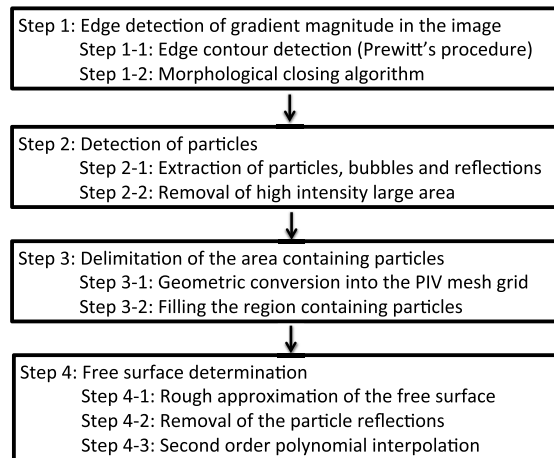 Step 1: Edge detection of gradient magnitude in the image
Step 1-1: Edge contour detection (Prewitt's procedure)
Step 1-2: Morphological closing algorithm
Step 2: Detection of particles
Step 2-1: Extraction of particles, bubbles and reflections
Step 2-2: Removal of high intensity large area
Step 3: Delimitation of the area containing particles
Step 3-1: Geometric conversion into the PIV mesh grid
Step 3-2: Filling the region containing particles
Step 4: Free surface determination
Step 4-1: Rough approximation of the free surface
Step 4-2: Removal of the particle reflections
Step 4-3: Second order polynomial interpolation